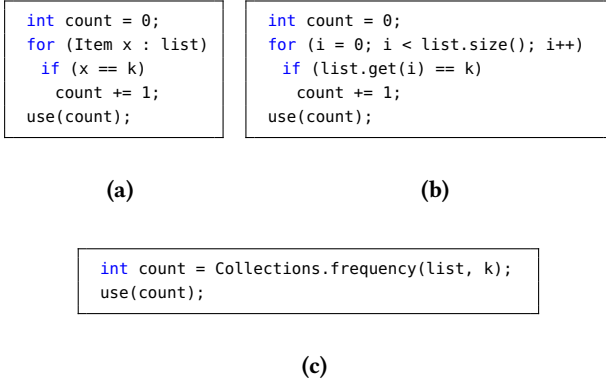 int count = 0;
for (Item x : list)
if (x == k)
count += 1;
use(count);
(a)
int count = 0;
for (i = 0; i < list.size(); i++)
if (list.get(i) == k)
count += 1;
use(count);
(b)
int count = Collections.frequency(list, k);
use(count);
(c)